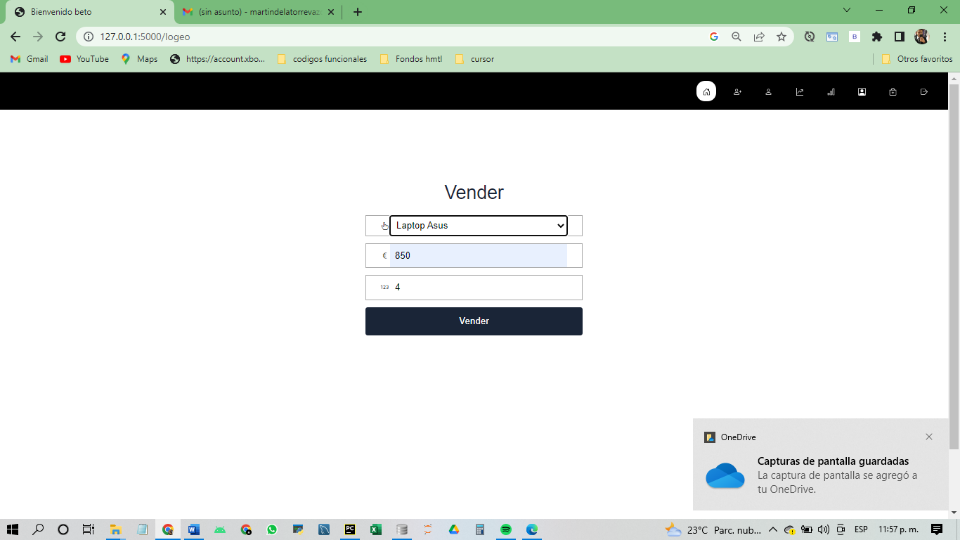 Bienvenido beto
(sin asunto) - martindelatorrevaz
127.0.0.1:5000/logeo
Gmail
YouTube
Maps
https://account.xbo...
codigos funcionales
Fondos hmtl
cursor
Otros favoritos
Vender
Laptop Asus
€ 850
123 4
Vender
OneDrive
Capturas de pantalla guardadas
La captura de pantalla se agregó a
tu OneDrive.
23°C Parc. nub... ESP 11:57 p. m.